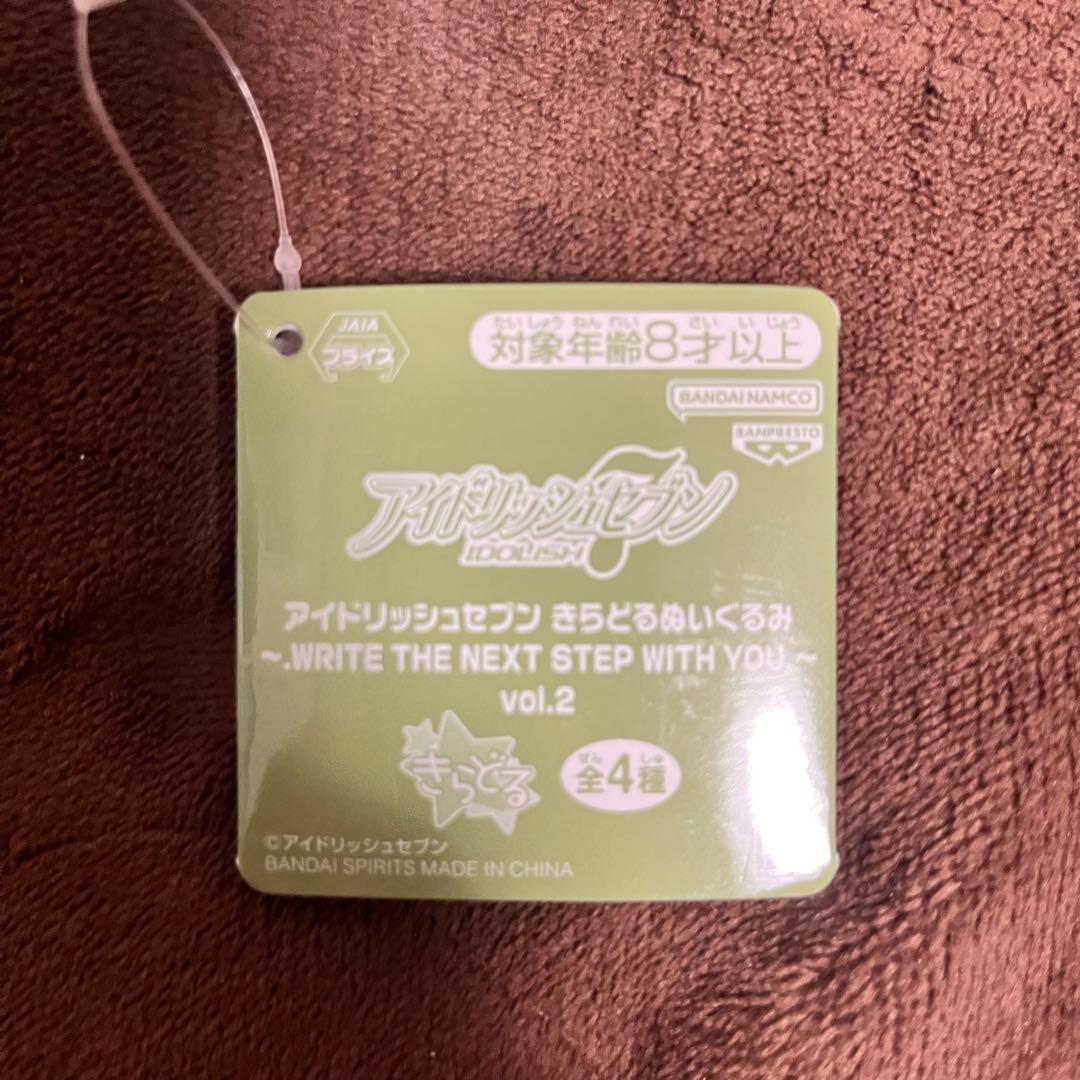 JAIA
プライズ
たいしょうねんれい さい いじょう
対象年齢8才以上
BANDAI NAMCO
BANPRESTO
アイドリッシュセブン
IDOLISH7
アイドリッシュセブン きらどるぬいぐるみ
～.WRITE THE NEXT STEP WITH YOU ～
vol.2
きらどる
ぜん しゅ
全4種
©アイドリッシュセブン
BANDAI SPIRITS MADE IN CHINA